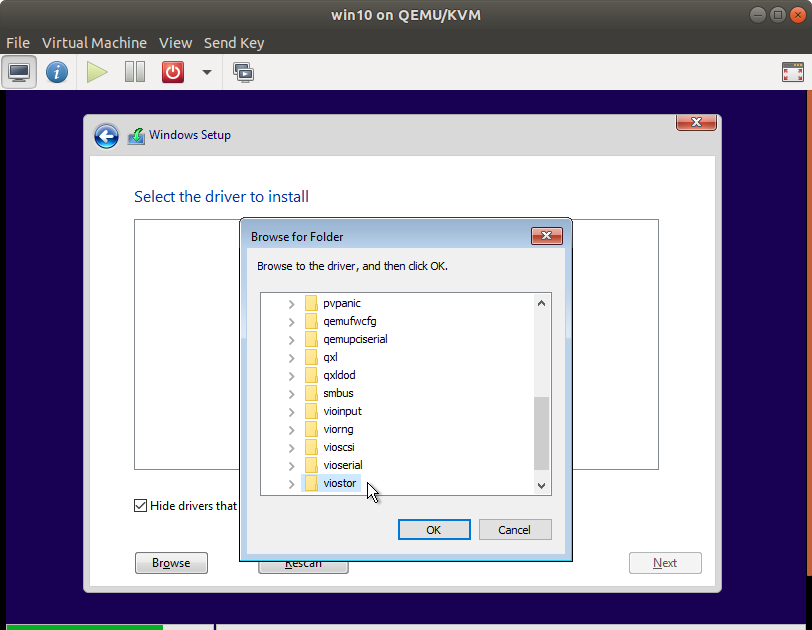 win10 on QEMU/KVM
File Virtual Machine View Send Key
Windows Setup
Select the driver to install
Browse for Folder
Browse to the driver, and then click OK.
pvpanic
qemufwcfg
qemupciserial
qxl
qxldod
smbus
vioinput
viorng
vioscsi
vioserial
viostor
Hide drivers that
OK Cancel
Browse Rescan Next